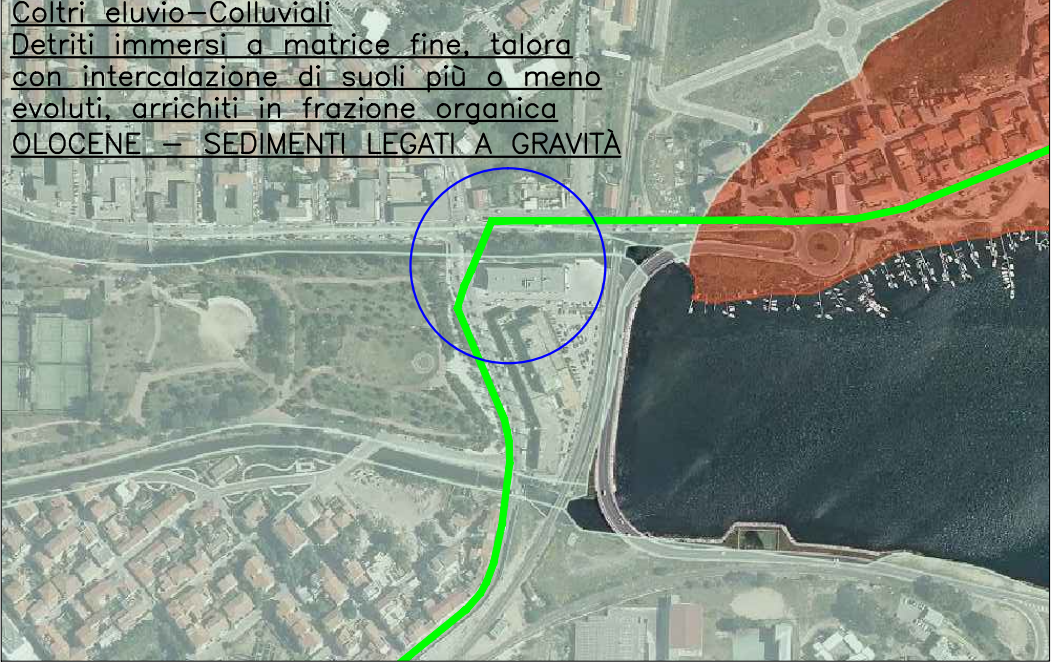 Coltri eluvio-Colluviali
Detriti immersi a matrice fine, talora
con intercalazione di suoli più o meno
evoluti, arrichiti in frazione organica
OLOCENE - SEDIMENTI LEGATI A GRAVITÀ